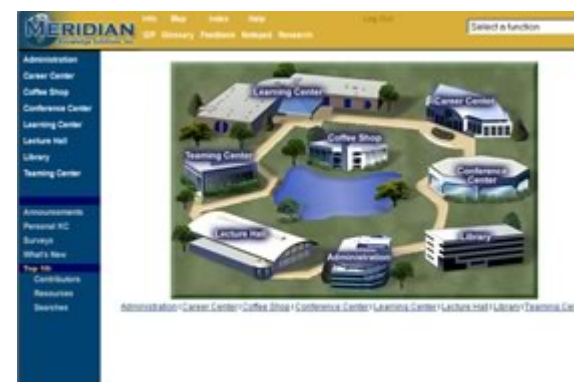 MERIDIAN
Knowledge Solutions, Inc.
Info Map Index Help Log Out
Glossary Feedback Notepad Research
Select a function
Administration
Career Center
Coffee Shop
Conference Center
Learning Center
Lecture Hall
Library
Teaming Center
Announcements
Personal KC
Surveys
What's New
Top 10:
Contributors
Resources
Searches
Learning Center
Career Center
Coffee Shop
Teaming Center
Conference
Center
Lecture Hall
Library
Administration
Administration | Career Center | Coffee Shop | Conference Center | Learning Center | Lecture Hall | Library | Teaming Cen